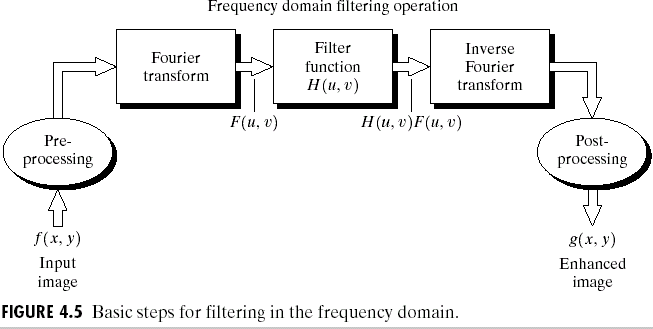 Frequency domain filtering operation
Fourier
transform
Filter
function
H(u, v)
Inverse
Fourier
transform
F(u, v)
H(u, v)F(u, v)
Pre-
processing
Post-
processing
f(x, y)
Input
image
g(x, y)
Enhanced
image
FIGURE 4.5 Basic steps for filtering in the frequency domain.